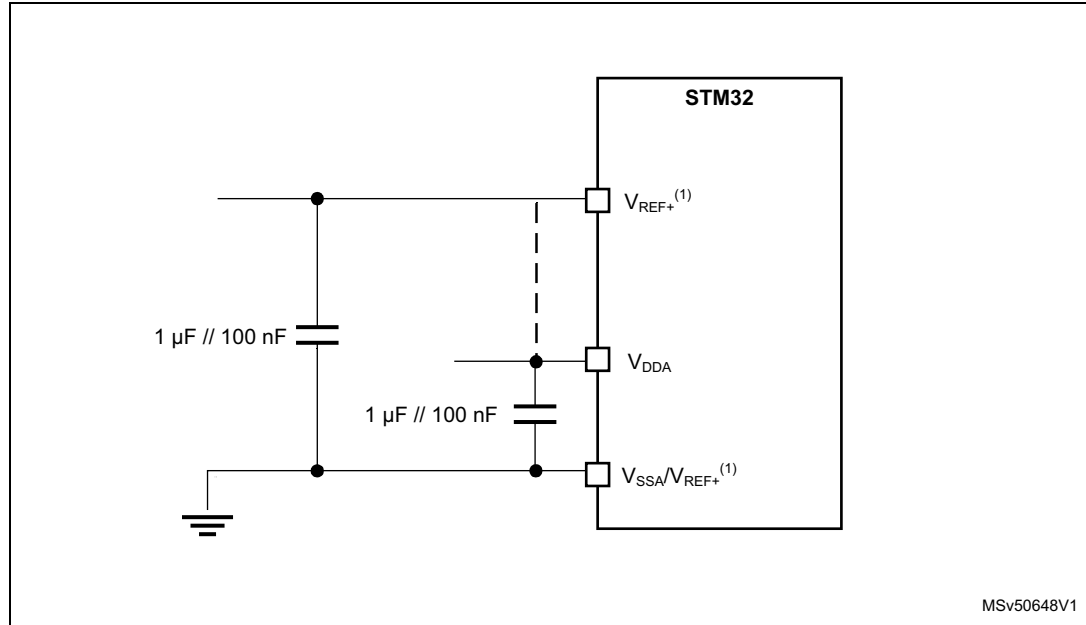 STM32
VREF+(1)
1 µF // 100 nF
VDDA
1 µF // 100 nF
VSSA/VREF+(1)
MSv50648V1